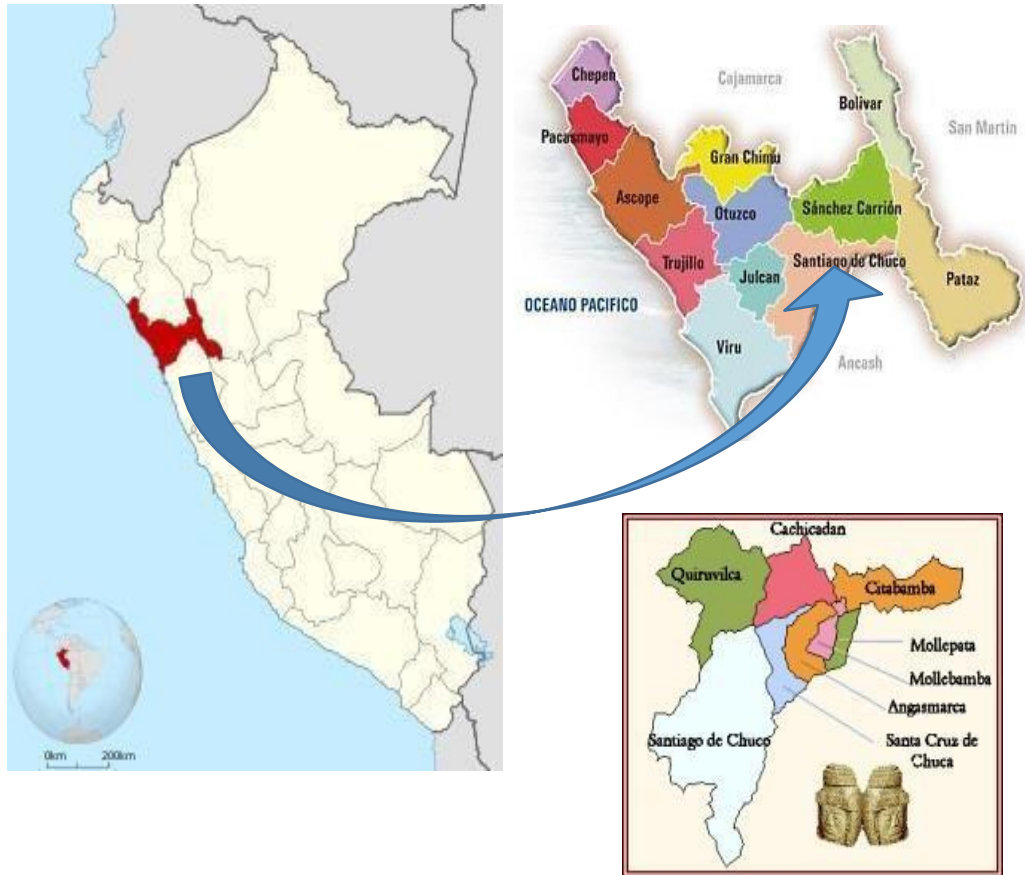 0km 200km
Chepen
Cajamarca
Bolivar
San Martín
Pacasmayo
Gran Chimu
Ascope
Otuzco
Sánchez Carrión
Trujillo
Julcan
Santiago de Chuco
Pataz
OCEANO PACIFICO
Viru
Ancash
Cachicadan
Quiruvilca
Citabamba
Mollepata
Mollebamba
Angasmarca
Santiago de Chuco
Santa Cruz de
Chuca